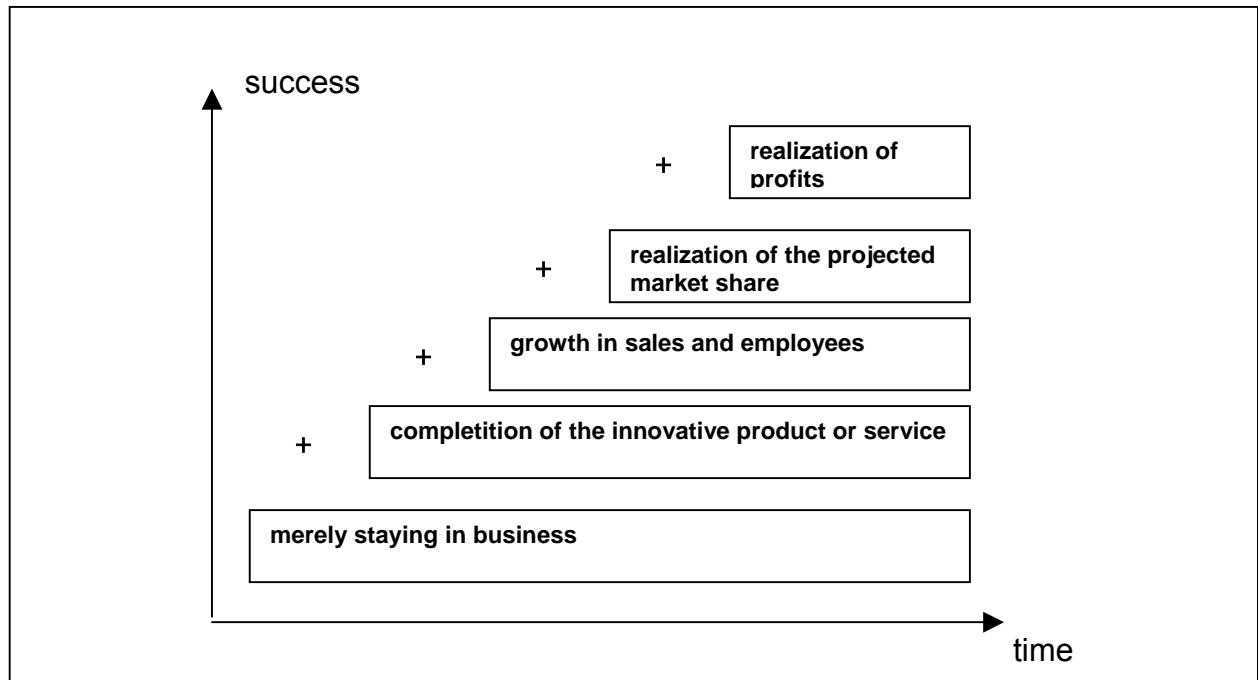 success
+
realization of
profits
+
realization of the projected
market share
+
growth in sales and employees
+
completition of the innovative product or service
merely staying in business
time